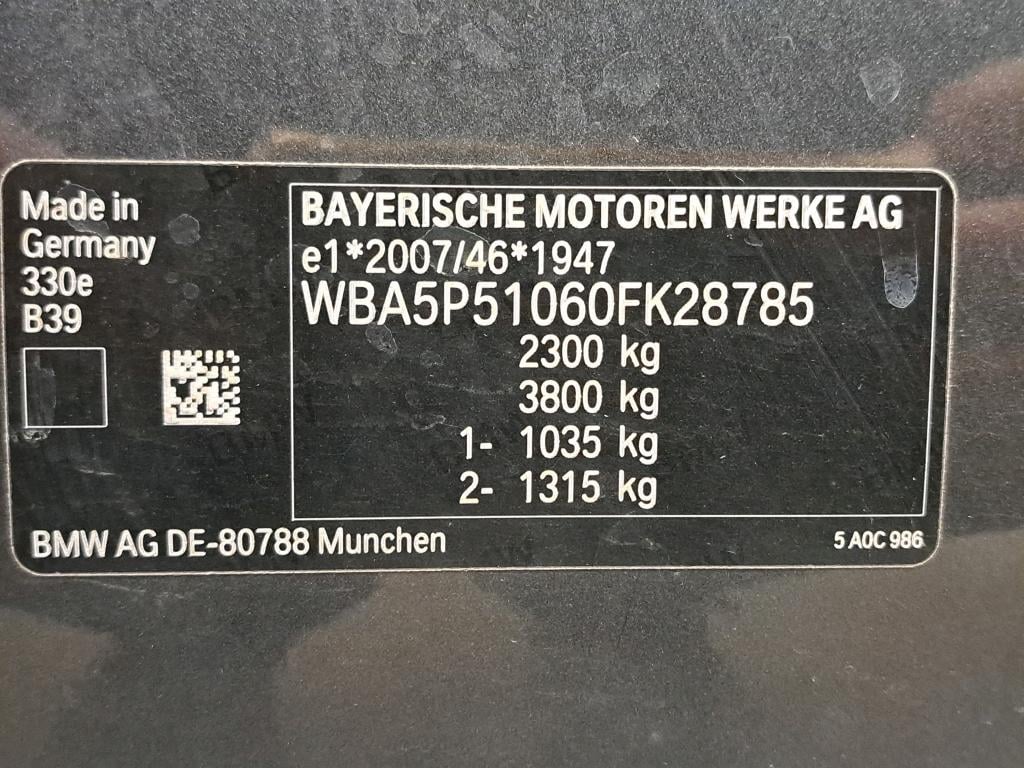 Made in
Germany
330e
B39
BAYERISCHE MOTOREN WERKE AG
e1*2007/46*1947
WBA5P51060FK28785
2300 kg
3800 kg
1- 1035 kg
2- 1315 kg
BMW AG DE-80788 Munchen
5 A0C 986